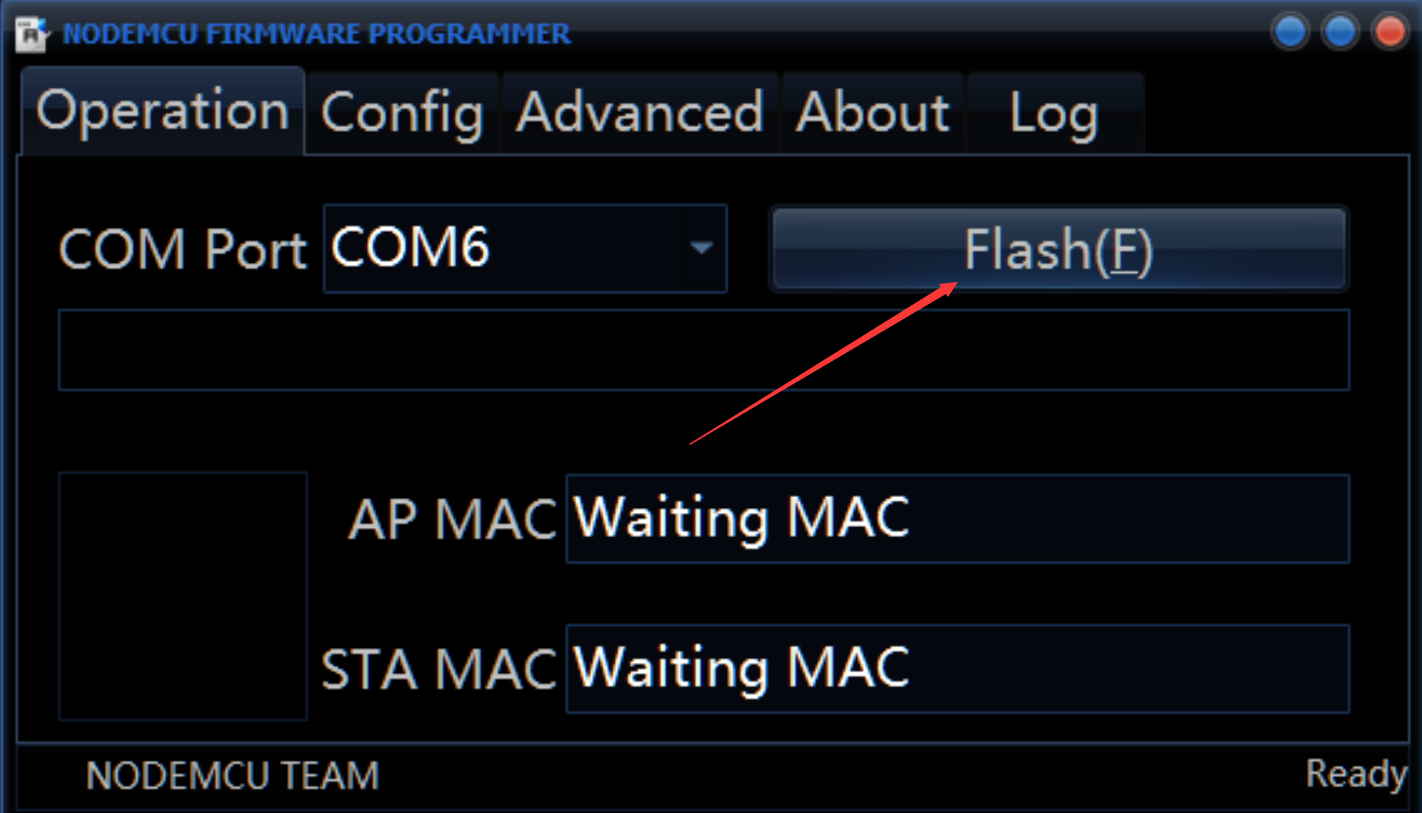 NODEMCU FIRMWARE PROGRAMMER
Operation Config Advanced About Log
COM Port COM6 Flash(F)
AP MAC Waiting MAC
STA MAC Waiting MAC
NODEMCU TEAM Ready